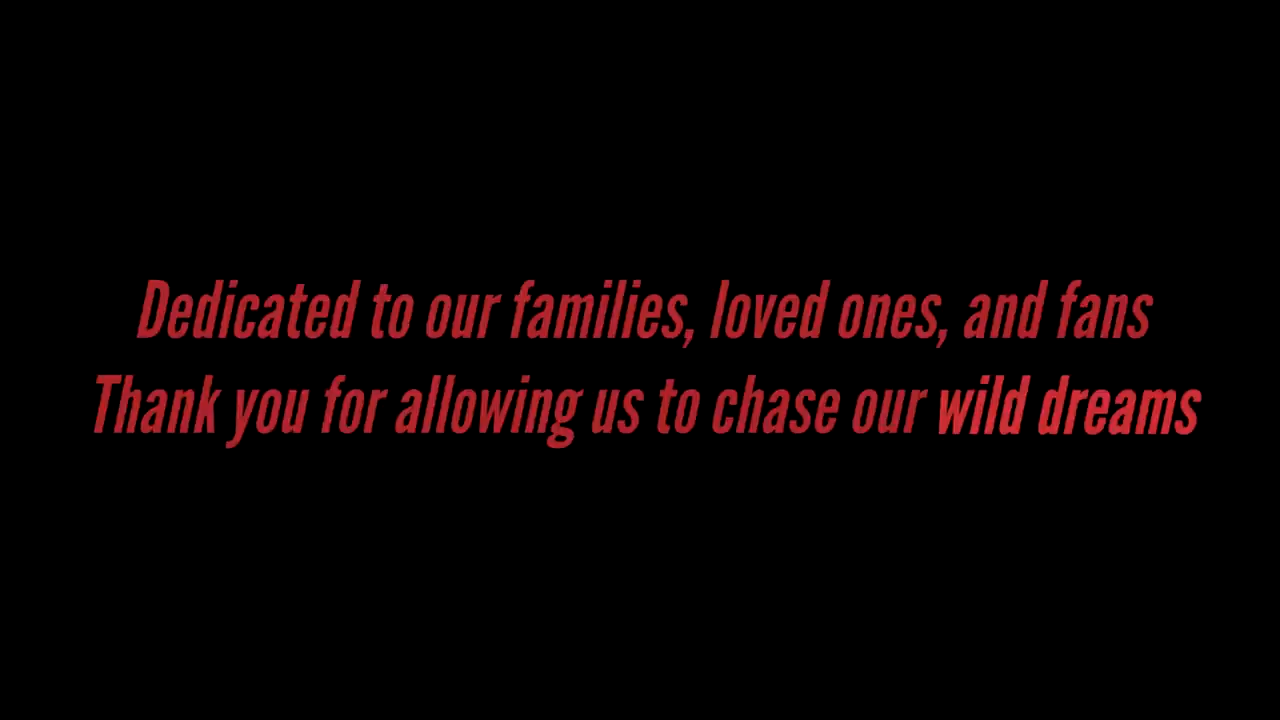 Dedicated to our families, loved ones, and fans
Thank you for allowing us to chase our wild dreams